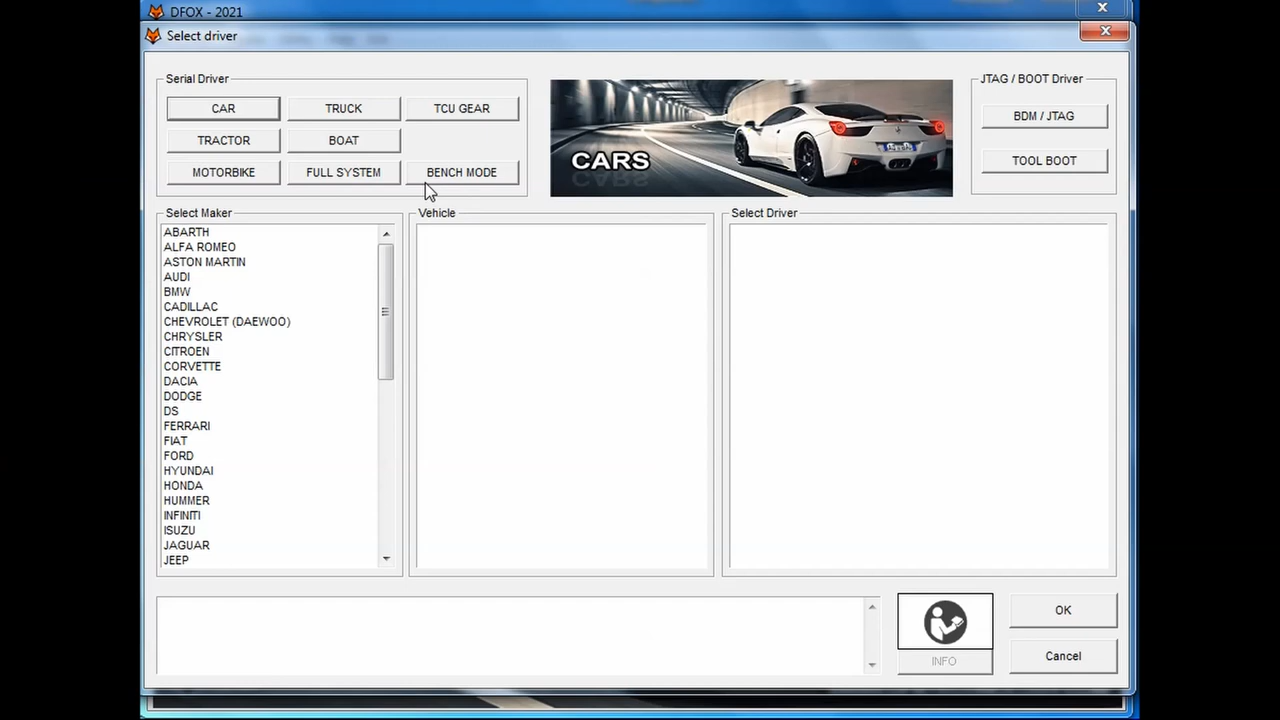 DFOX - 2021
Select driver
Serial Driver
CAR
TRUCK
TCU GEAR
TRACTOR
BOAT
MOTORBIKE
FULL SYSTEM
BENCH MODE
CARS
JTAG / BOOT Driver
BDM / JTAG
TOOL BOOT
Select Maker
ABARTH
ALFA ROMEO
ASTON MARTIN
AUDI
BMW
CADILLAC
CHEVROLET (DAEWOO)
CHRYSLER
CITROEN
CORVETTE
DACIA
DODGE
DS
FERRARI
FIAT
FORD
HYUNDAI
HONDA
HUMMER
INFINITI
ISUZU
JAGUAR
JEEP
Vehicle
Select Driver
INFO
OK
Cancel